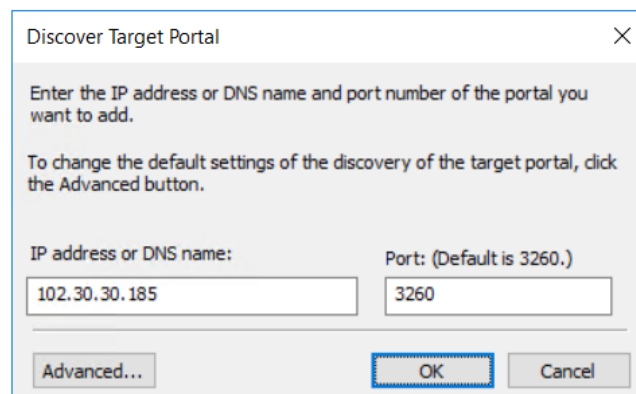 Discover Target Portal
Enter the IP address or DNS name and port number of the portal you
want to add.
To change the default settings of the discovery of the target portal, click
the Advanced button.
IP address or DNS name:
Port: (Default is 3260.)
102.30.30.185
3260
Advanced...
OK
Cancel